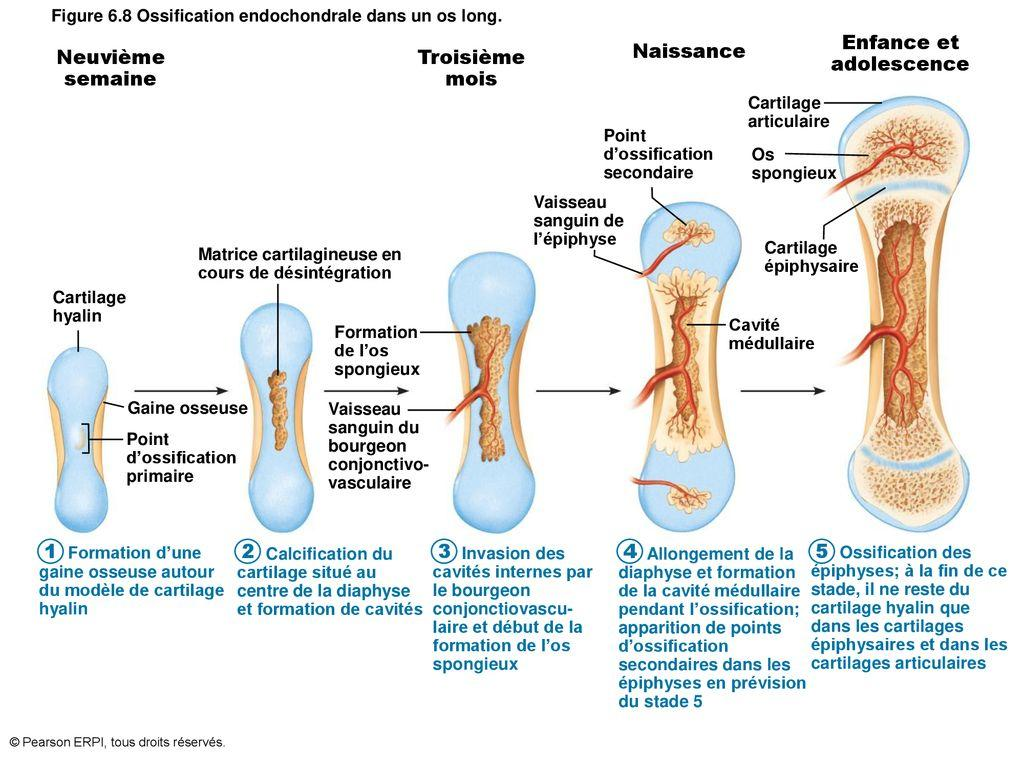 Figure 6.8 Ossification endochondrale dans un os long.
Neuvième
semaine
Troisième
mois
Naissance
Enfance et
adolescence
Cartilage
articulaire
Os
spongieux
Cartilage
épiphysaire
Point
d'ossification
secondaire
Vaisseau
sanguin de
l'épiphyse
Cavité
médullaire
Matrice cartilagineuse en
cours de désintégration
Cartilage
hyalin
Gaine osseuse
Point
d'ossification
primaire
Formation
de l'os
spongieux
Vaisseau
sanguin du
bourgeon
conjonctivo-
vasculaire
1 Formation d'une
gaine osseuse autour
du modèle de cartilage
hyalin
2 Calcification du
cartilage situé au
centre de la diaphyse
et formation de cavités
3 Invasion des
cavités internes par
le bourgeon
conjonctiovascu-
laire et début de la
formation de l'os
spongieux
4 Allongement de la
diaphyse et formation
de la cavité médullaire
pendant l'ossification;
apparition de points
d'ossification
secondaires dans les
épiphyses en prévision
du stade 5
5 Ossification des
épiphyses; à la fin de ce
stade, il ne reste du
cartilage hyalin que
dans les cartilages
épiphysaires et dans les
cartilages articulaires
© Pearson ERPI, tous droits réservés.